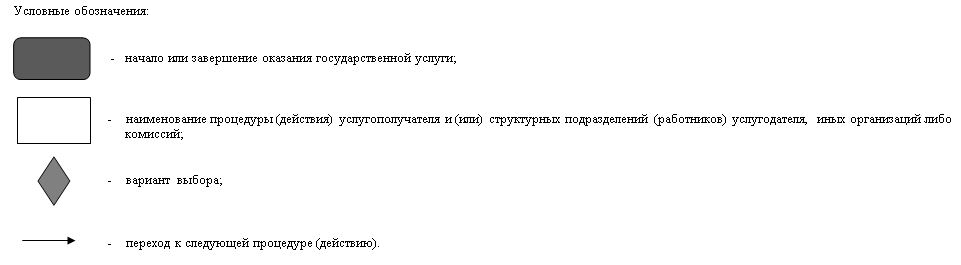 Условные обозначения:
- начало или завершение оказания государственной услуги;
- наименование процедуры (действия) услугополучателя и (или) структурных подразделений (работников) услугодателя, иных организаций либо
комиссий;
- вариант выбора;
- переход к следующей процедуре (действию).